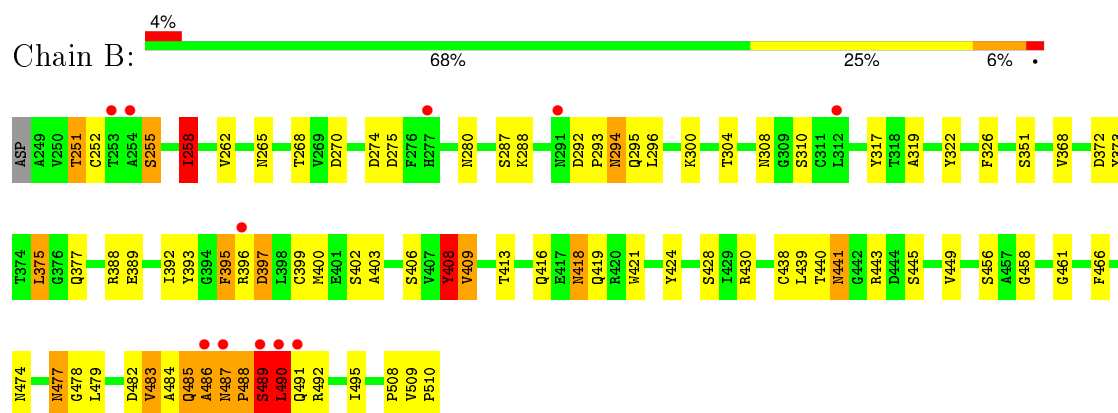 4%
Chain B:
68% 25% 6% •
ASP A249 V250 T251 C252 T253 A254 S255 I258 V262 N265 T268 V269 D270 D274 D275 F276 H277 N280 S287 K288 N291 D292 P293 N294 Q295 L296 K300 T304 N308 G309 S310 C311 L312 Y317 T318 A319 Y322 F326 S351 V368 D372 Y373
T374 L375 G376 Q377 R388 E389 I392 Y393 G394 F395 R396 D397 L398 C399 M400 E401 S402 A403 S406 V407 Y408 V409 T413 Q416 E417 N418 Q419 R420 W421 Y424 S428 I429 R430 C438 L439 T440 N441 G442 R443 D444 S445 V449 S456 A457 G458 G461 F466
N474 N477 G478 L479 D482 V483 A484 Q485 A486 N487 P488 S489 L490 Q491 R492 I495 P508 V509 P510